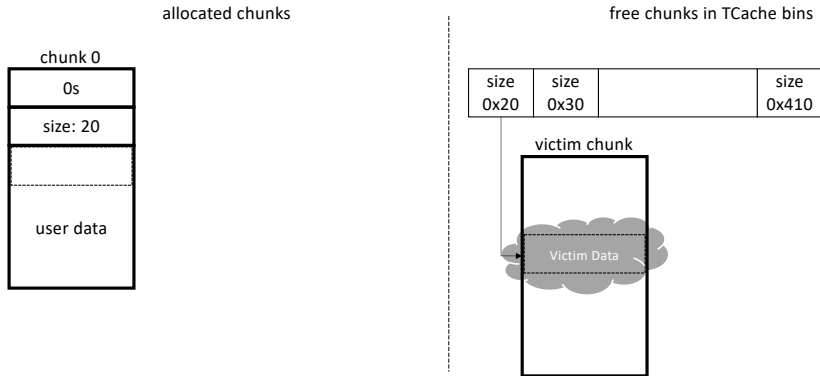 allocated chunks
free chunks in TCache bins
chunk 0
0s
size: 20
user data
size
0x20
size
0x30
size
0x410
victim chunk
Victim Data